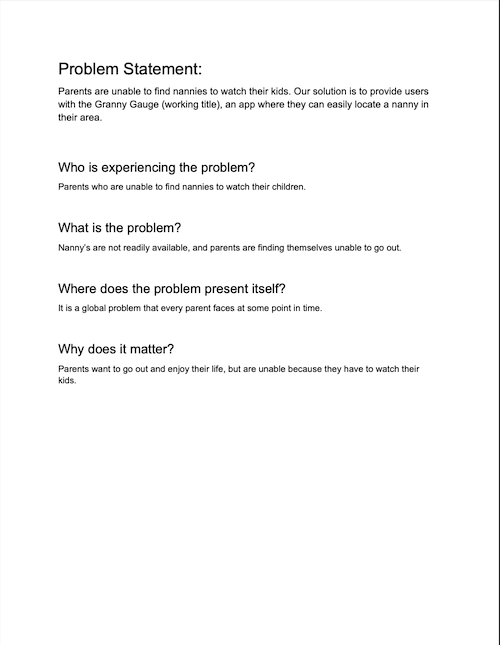 Problem Statement:
Parents are unable to find nannies to watch their kids. Our solution is to provide users
with the Granny Gauge (working title), an app where they can easily locate a nanny in
their area.
Who is experiencing the problem?
Parents who are unable to find nannies to watch their children.
What is the problem?
Nanny's are not readily available, and parents are finding themselves unable to go out.
Where does the problem present itself?
It is a global problem that every parent faces at some point in time.
Why does it matter?
Parents want to go out and enjoy their life, but are unable because they have to watch their
kids.